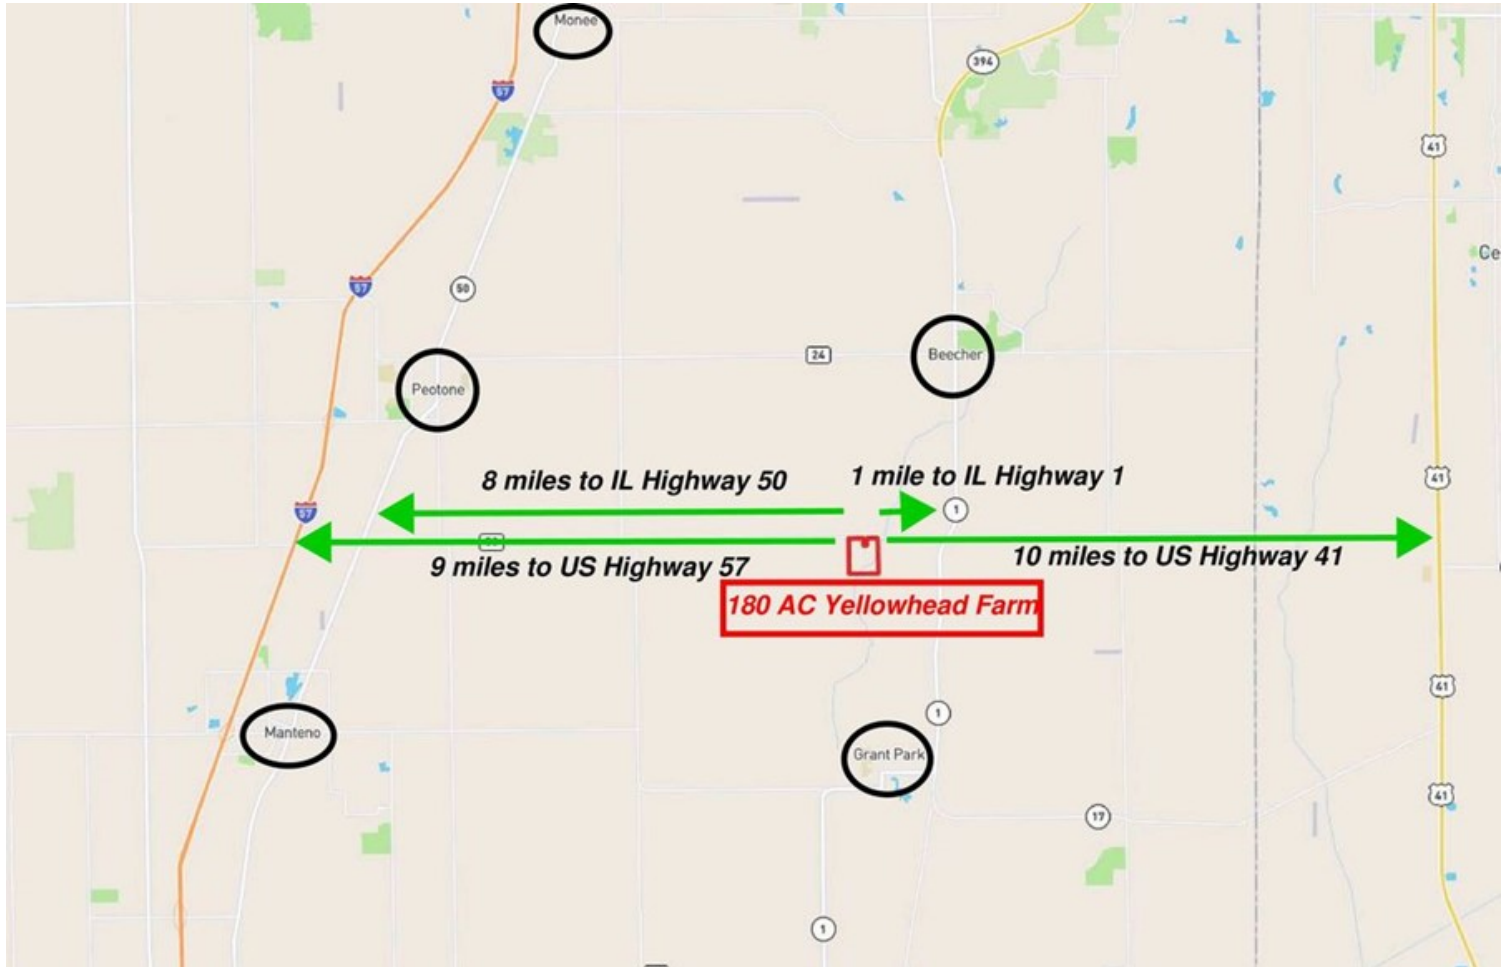 Monee
394
57
41
57
50
Ce
24
Beecher
Peotone
8 miles to IL Highway 50
1 mile to IL Highway 1
41
57
1
10 miles to US Highway 41
9 miles to US Highway 57
180 AC Yellowhead Farm
41
1
Manteno
Grant Park
41
17
1